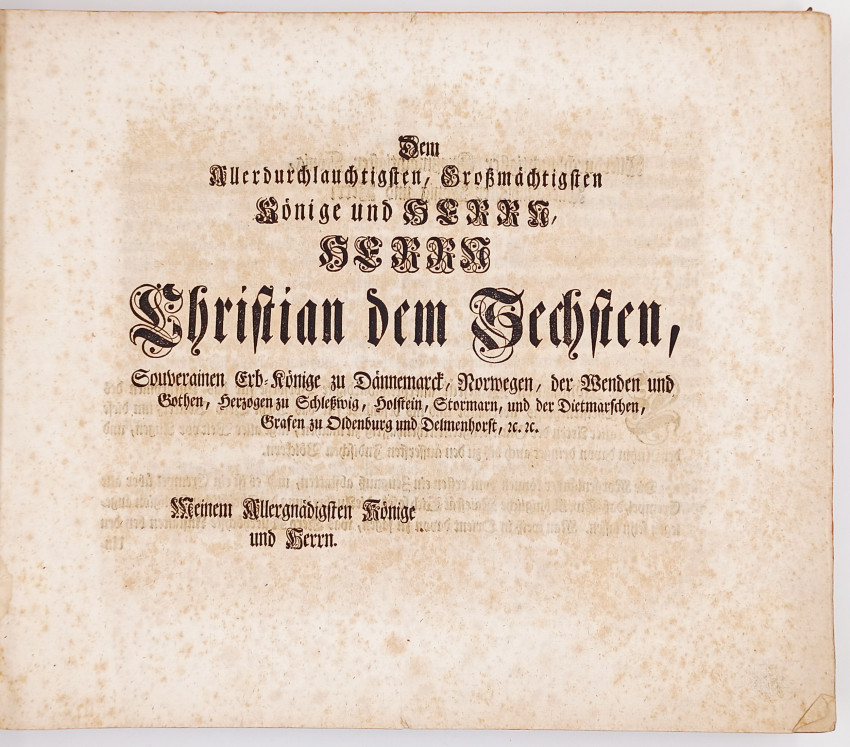 Dem
Allerdurchlauchtigſten, Großmächtigſten
Könige und HERRN,
HERRN
Chriſtian dem Sechſten,
Souverainen Erb-Könige zu Dännemarck, Norwegen, der Wenden und
Gothen, Herzogen zu Schleßwig, Holſtein, Stormarn, und der Dietmarſchen,
Grafen zu Oldenburg und Delmenhorſt, ꝛc. ꝛc.
Meinem Allergnädigſten Könige
und Herrn.